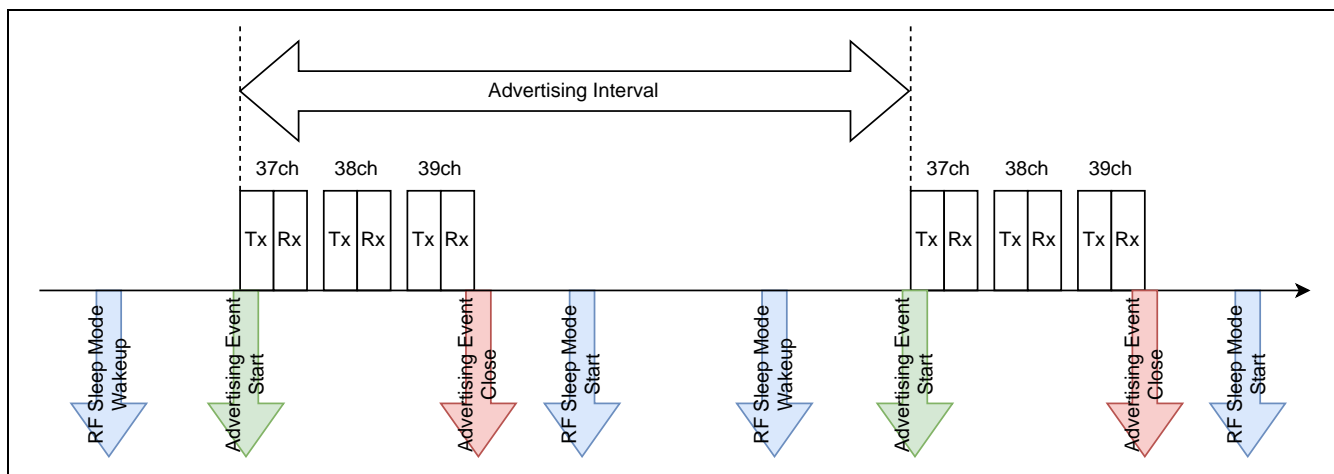 Advertising Interval
37ch
38ch
39ch
37ch
38ch
39ch
Tx
Rx
Tx
Rx
Tx
Rx
Tx
Rx
Tx
Rx
Tx
Rx
RF Sleep Mode
Wakeup
Advertising Event
Start
Advertising Event
Close
RF Sleep Mode
Start
RF Sleep Mode
Wakeup
Advertising Event
Start
Advertising Event
Close
RF Sleep Mode
Start